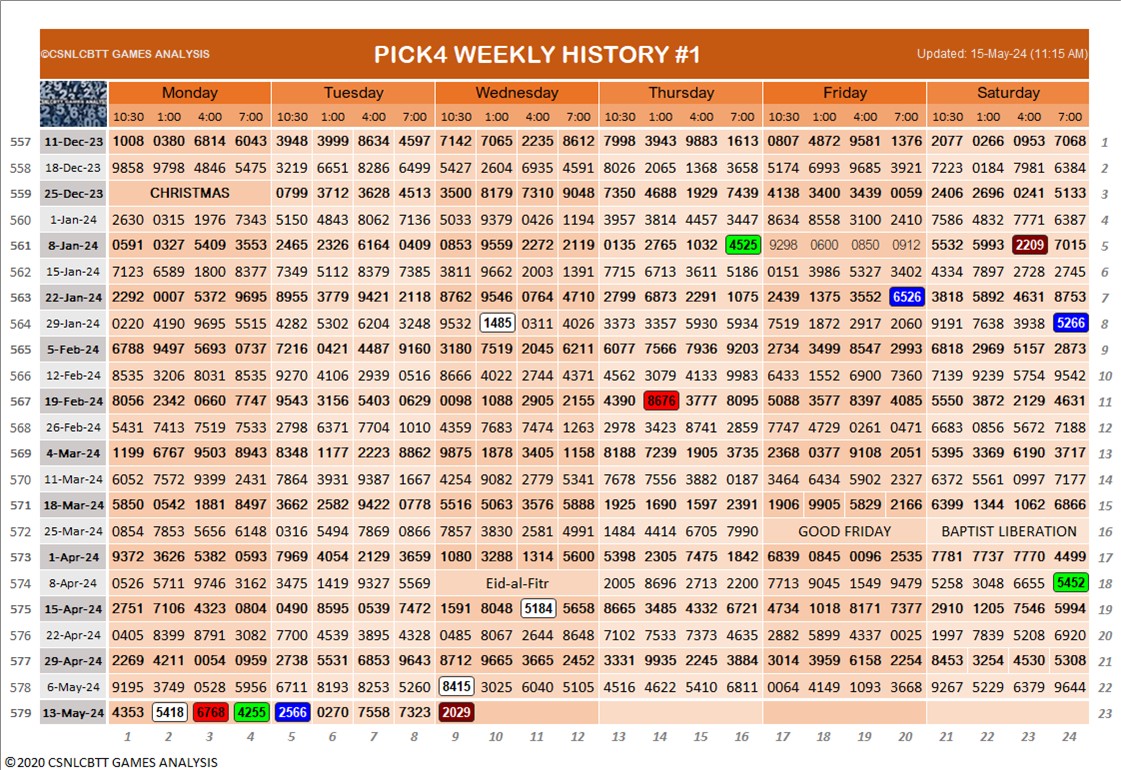 ©CSNLCBTT GAMES ANALYSIS PICK4 WEEKLY HISTORY #1 Updated: 15-May-24 (11:15 AM)
Monday Tuesday Wednesday Thursday Friday Saturday
10:30 1:00 4:00 7:00 10:30 1:00 4:00 7:00 10:30 1:00 4:00 7:00 10:30 1:00 4:00 7:00 10:30 1:00 4:00 7:00 10:30 1:00 4:00 7:00
557 11-Dec-23 1008 0380 6814 6043 3948 3999 8634 4597 7142 7065 2235 8612 7998 3943 9883 1613 0807 4872 9581 1376 2077 0266 0953 7068 1
558 18-Dec-23 9858 9798 4846 5475 3219 6651 8286 6499 5427 2604 6935 4591 8026 2065 1368 3658 5174 6993 9685 3921 7223 0184 7981 6384 2
559 25-Dec-23 CHRISTMAS 0799 3712 3628 4513 3500 8179 7310 9048 7350 4688 1929 7439 4138 3400 3439 0059 2406 2696 0241 5133 3
560 1-Jan-24 2630 0315 1976 7343 5150 4843 8062 7136 5033 9379 0426 1194 3957 3814 4457 3447 8634 8558 3100 2410 7586 4832 7771 6387 4
561 8-Jan-24 0591 0327 5409 3553 2465 2326 6164 0409 0853 9559 2272 2119 0135 2765 1032 4525 9298 0600 0850 0912 5532 5993 2209 7015 5
562 15-Jan-24 7123 6589 1800 8377 7349 5112 8379 7385 3811 9662 2003 1391 7715 6713 3611 5186 0151 3986 5327 3402 4334 7897 2728 2745 6
563 22-Jan-24 2292 0007 5372 9695 8955 3779 9421 2118 8762 9546 0764 4710 2799 6873 2291 1075 2439 1375 3552 6526 3818 5892 4631 8753 7
564 29-Jan-24 0220 4190 9695 5515 4282 5302 6204 3248 9532 1485 0311 4026 3373 3357 5930 5934 7519 1872 2917 2060 9191 7638 3938 5266 8
565 5-Feb-24 6788 9497 5693 0737 7216 0421 4487 9160 3180 7519 2045 6211 6077 7566 7936 9203 2734 3499 8547 2993 6818 2969 5157 2873 9
566 12-Feb-24 8535 3206 8031 8535 9270 4106 2939 0516 8666 4022 2744 4371 4562 3079 4133 9983 6433 1552 6900 7360 7139 9239 5754 9542 10
567 19-Feb-24 8056 2342 0660 7747 9543 3156 5403 0629 0098 1088 2905 2155 4390 8676 3777 8095 5088 3577 8397 4085 5550 3872 2129 4631 11
568 26-Feb-24 5431 7413 7519 7533 2798 6371 7704 1010 4359 7683 7474 1263 2978 3423 8741 2859 7747 4729 0261 0471 6683 0856 5672 7188 12
569 4-Mar-24 1199 6767 9503 8943 8348 1177 2223 8862 9875 1878 3405 1158 8188 7239 1905 3735 2368 0377 9108 2051 5395 3369 6190 3717 13
570 11-Mar-24 6052 7572 9399 2431 7864 3931 9387 1667 4254 9082 2779 5341 7678 7556 3882 0187 3464 6434 5902 2327 6372 5561 0997 7177 14
571 18-Mar-24 5850 0542 1881 8497 3662 2582 9422 0778 5516 5063 3576 5888 1925 1690 1597 2391 1906 9905 5829 2166 6399 1344 1062 6866 15
572 25-Mar-24 0854 7853 5656 6148 0316 5494 7869 0866 7857 3830 2581 4991 1484 4414 6705 7990 GOOD FRIDAY BAPTIST LIBERATION 16
573 1-Apr-24 9372 3626 5382 0593 7969 4054 2129 3659 1080 3288 1314 5600 5398 2305 7475 1842 6839 0845 0096 2535 7781 7737 7770 4499 17
574 8-Apr-24 0526 5711 9746 3162 3475 1419 9327 5569 Eid-al-Fitr 2005 8696 2713 2200 7713 9045 1549 9479 5258 3048 6655 5452 18
575 15-Apr-24 2751 7106 4323 0804 0490 8595 0539 7472 1591 8048 5184 5658 8665 3485 4332 6721 4734 1018 8171 7377 2910 1205 7546 5994 19
576 22-Apr-24 0405 8399 8791 3082 7700 4539 3895 4328 0485 8067 2644 8648 7102 7533 7373 4635 2882 5899 4337 0025 1997 7839 5208 6920 20
577 29-Apr-24 2269 4211 0054 0959 2738 5531 6853 9643 8712 9665 3665 2452 3331 9935 2245 3884 3014 3959 6158 2254 8453 3254 4530 5308 21
578 6-May-24 9195 3749 0528 5956 6711 8193 8253 5260 8415 3025 6040 5105 4516 4622 5410 6811 0064 4149 1093 3668 9267 5229 6379 9644 22
579 13-May-24 4353 5418 6768 4255 2566 0270 7558 7323 2029 23
1 2 3 4 5 6 7 8 9 10 11 12 13 14 15 16 17 18 19 20 21 22 23 24
©2020 CSNLCBTT GAMES ANALYSIS